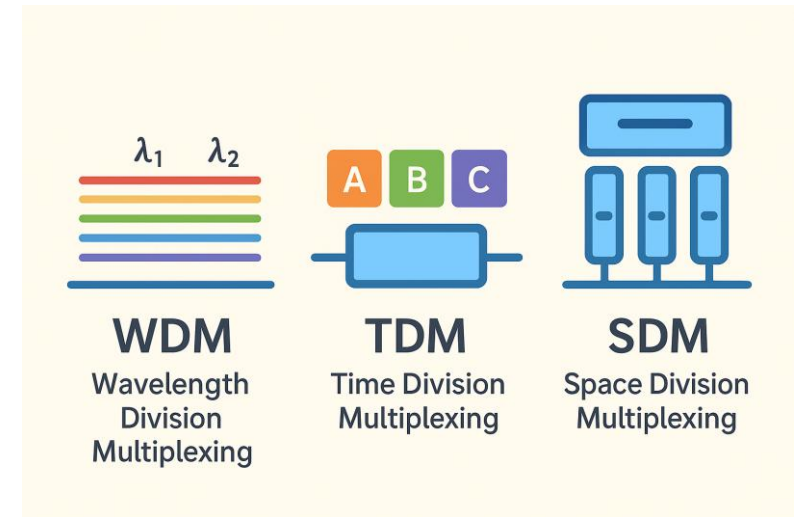 λ₁ λ₂
A B C
WDM
Wavelength
Division
Multiplexing
TDM
Time Division
Multiplexing
SDM
Space Division
Multiplexing